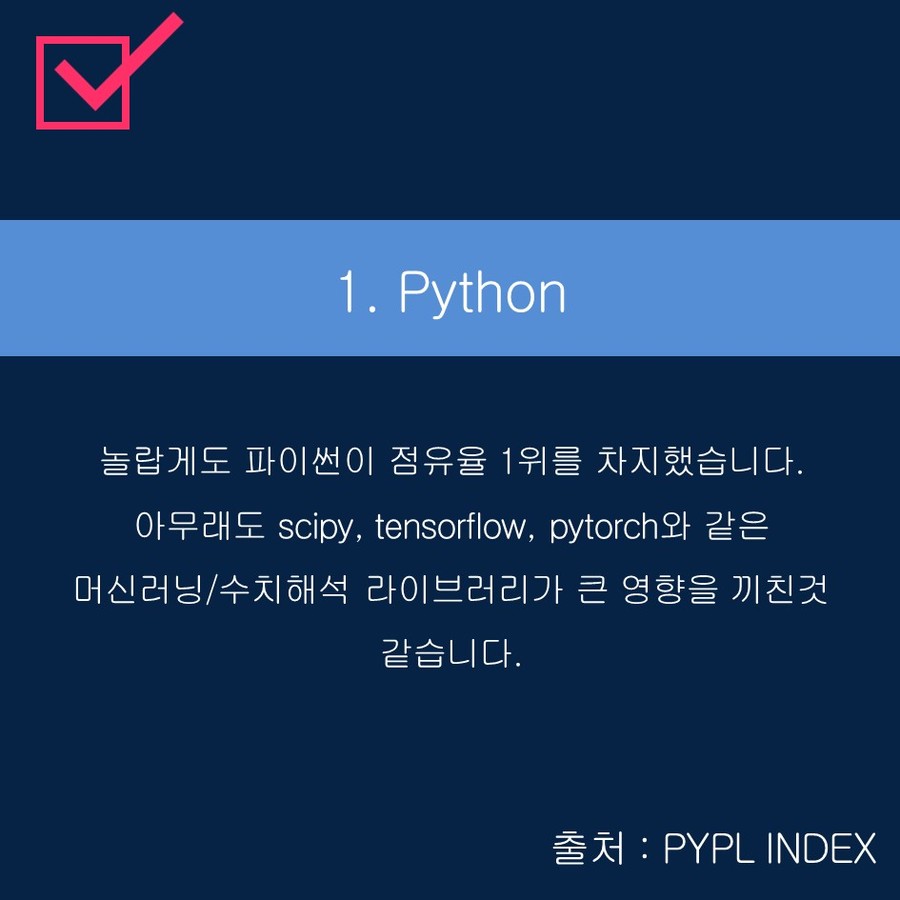 1. Python
놀랍게도 파이썬이 점유율 1위를 차지했습니다.
아무래도 scipy, tensorflow, pytorch와 같은
머신러닝/수치해석 라이브러리가 큰 영향을 끼친것
같습니다.
출처 : PYPL INDEX